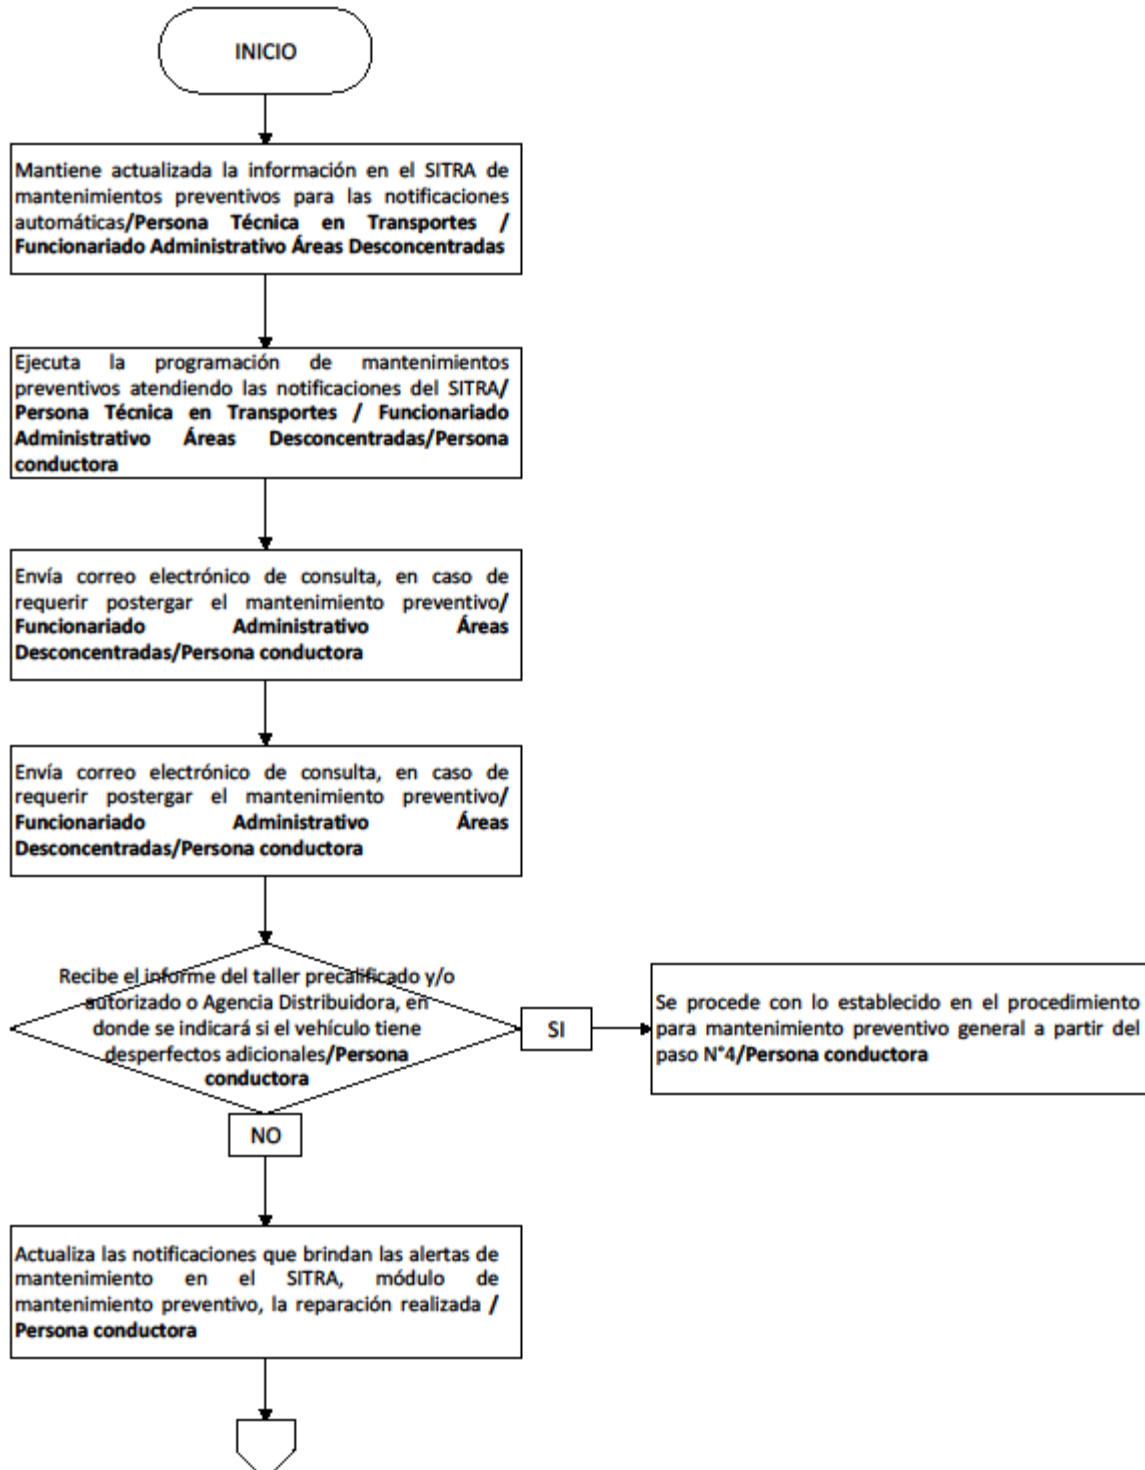 INICIO
Mantiene actualizada la información en el SITRA de
mantenimientos preventivos para las notificaciones
automáticas/Persona Técnica en Transportes /
Funcionariado Administrativo Áreas Desconcentradas
Ejecuta la programación de mantenimientos
preventivos atendiendo las notificaciones del SITRA/
Persona Técnica en Transportes / Funcionariado
Administrativo Áreas Desconcentradas/Persona
conductora
Envía correo electrónico de consulta, en caso de
requerir postergar el mantenimiento preventivo/
Funcionariado Administrativo Áreas
Desconcentradas/Persona conductora
Envía correo electrónico de consulta, en caso de
requerir postergar el mantenimiento preventivo/
Funcionariado Administrativo Áreas
Desconcentradas/Persona conductora
Recibe el informe del taller precalificado y/o
autorizado o Agencia Distribuidora, en
donde se indicará si el vehículo tiene
desperfectos adicionales/Persona
conductora
SI
Se procede con lo establecido en el procedimiento
para mantenimiento preventivo general a partir del
paso N°4/Persona conductora
NO
Actualiza las notificaciones que brindan las alertas de
mantenimiento en el SITRA, módulo de
mantenimiento preventivo, la reparación realizada /
Persona conductora